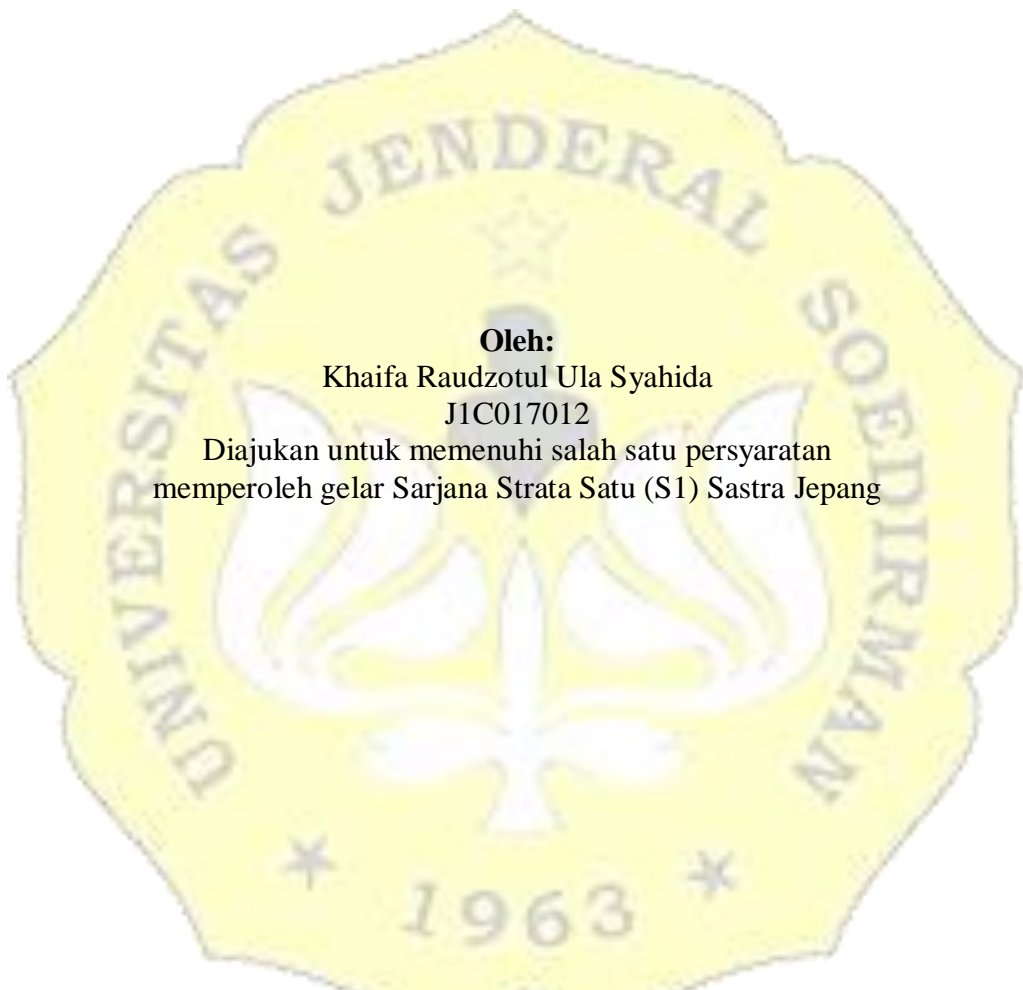 UNIVERSITAS JENDERAL SOEDIRMAN
Oleh:
Khaifa Raudzotul Ula Syahida
J1C017012
Diajukan untuk memenuhi salah satu persyaratan
memperoleh gelar Sarjana Strata Satu (S1) Sastra Jepang
1963